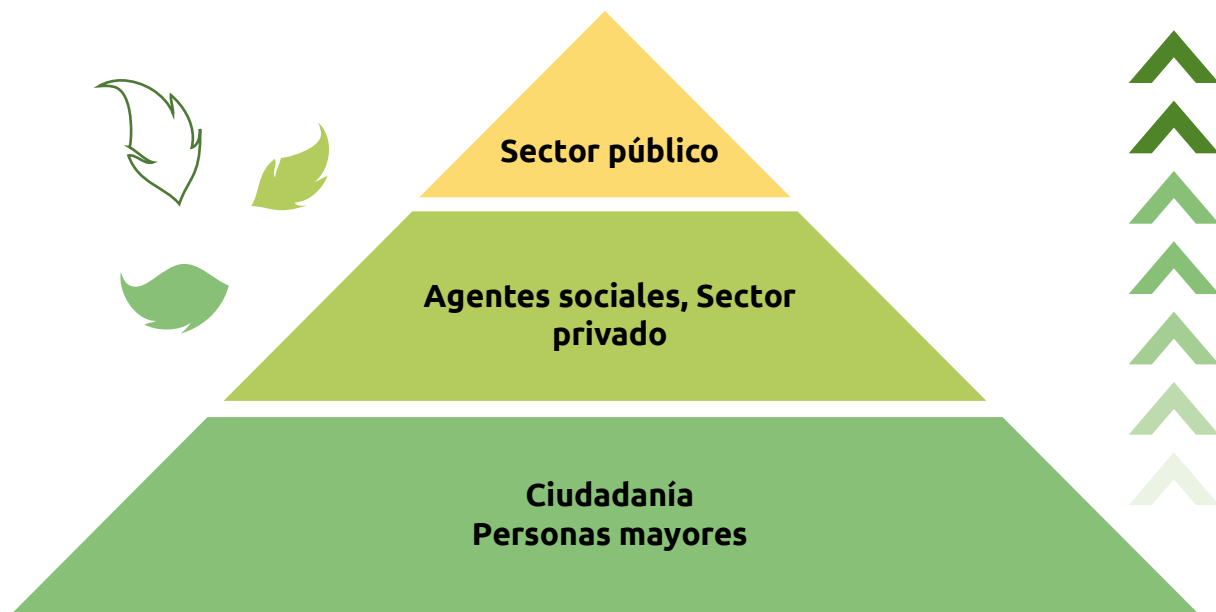 Sector público
Agentes sociales, Sector
privado
Ciudadanía
Personas mayores